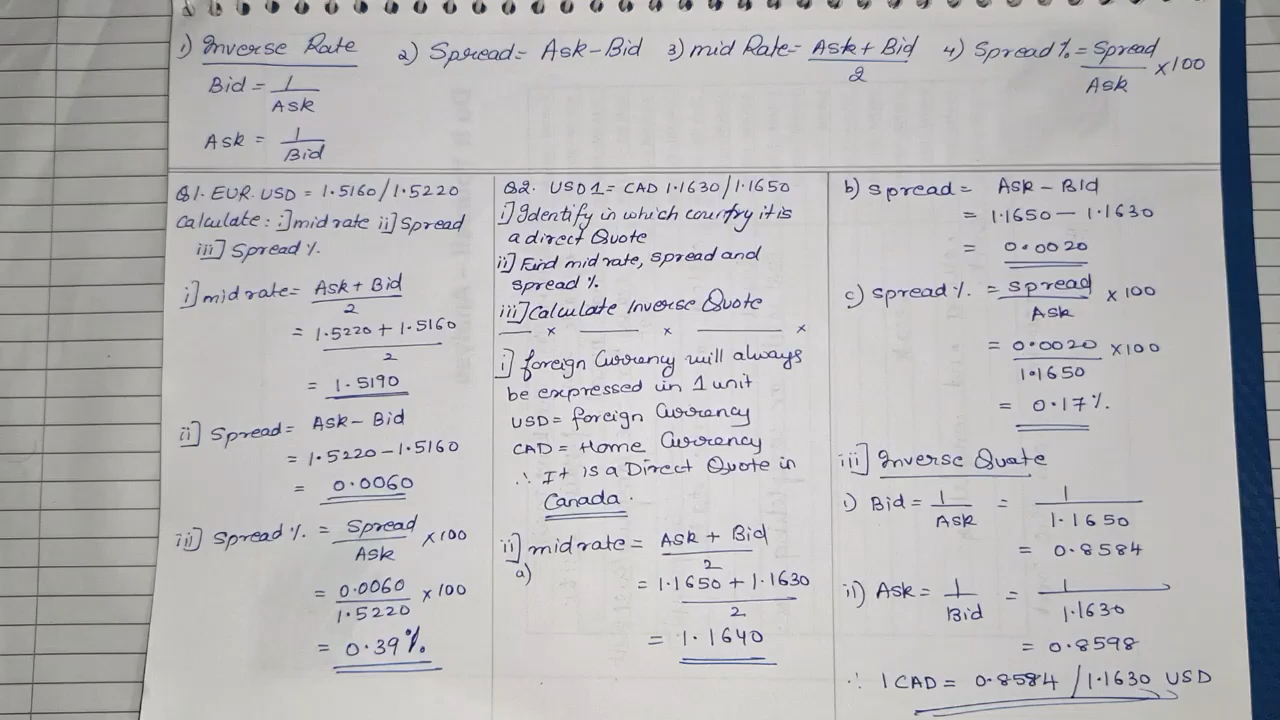 1) Inverse Rate
Bid = 1/Ask
Ask = 1/Bid
2) Spread = Ask - Bid
3) mid Rate = Ask + Bid / 2
4) Spread % = Spread / Ask × 100
Q1. EUR. USD = 1.5160/1.5220
Calculate: i] mid rate ii] Spread
iii] Spread %.
i] mid rate = Ask + Bid / 2
= 1.5220 + 1.5160 / 2
= 1.5190
ii] Spread = Ask - Bid
= 1.5220 - 1.5160
= 0.0060
iii] Spread %. = Spread / Ask × 100
= 0.0060 / 1.5220 × 100
= 0.39%.
Q2. USD 1 = CAD 1.1630/1.1650
i] Identify in which country it is
a direct Quote
ii] Find mid rate, spread and
spread %.
iii] Calculate Inverse Quote
× × ×
i] foreign Currency will always
be expressed in 1 unit
USD = foreign Currency
CAD = Home Currency
∴ It is a Direct Quote in
Canada.
ii] mid rate = Ask + Bid / 2
a)
= 1.1650 + 1.1630 / 2
= 1.1640
b) spread = Ask - Bid
= 1.1650 - 1.1630
= 0.0020
c) spread %. = spread / Ask × 100
= 0.0020 / 1.1650 × 100
= 0.17%.
iii] Inverse Quate
i) Bid = 1/Ask = 1 / 1.1650
= 0.8584
ii) Ask = 1/Bid = 1 / 1.1630
= 0.8598
∴ 1 CAD = 0.8584 / 1.1630 USD